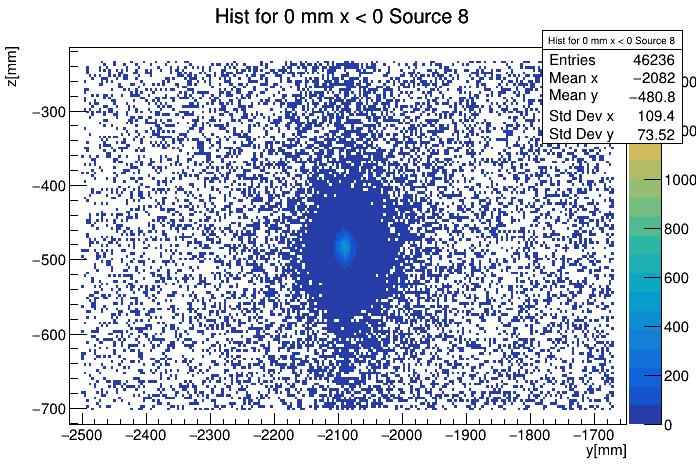 Hist for 0 mm x < 0 Source 8
z[mm]
Hist for 0 mm x < 0 Source 8
Entries 46236
Mean x −2082
Mean y −480.8
Std Dev x 109.4
Std Dev y 73.52
−300
−400
−500
−600
−700
1000
800
600
400
200
0
−2500 −2400 −2300 −2200 −2100 −2000 −1900 −1800 −1700
y[mm]